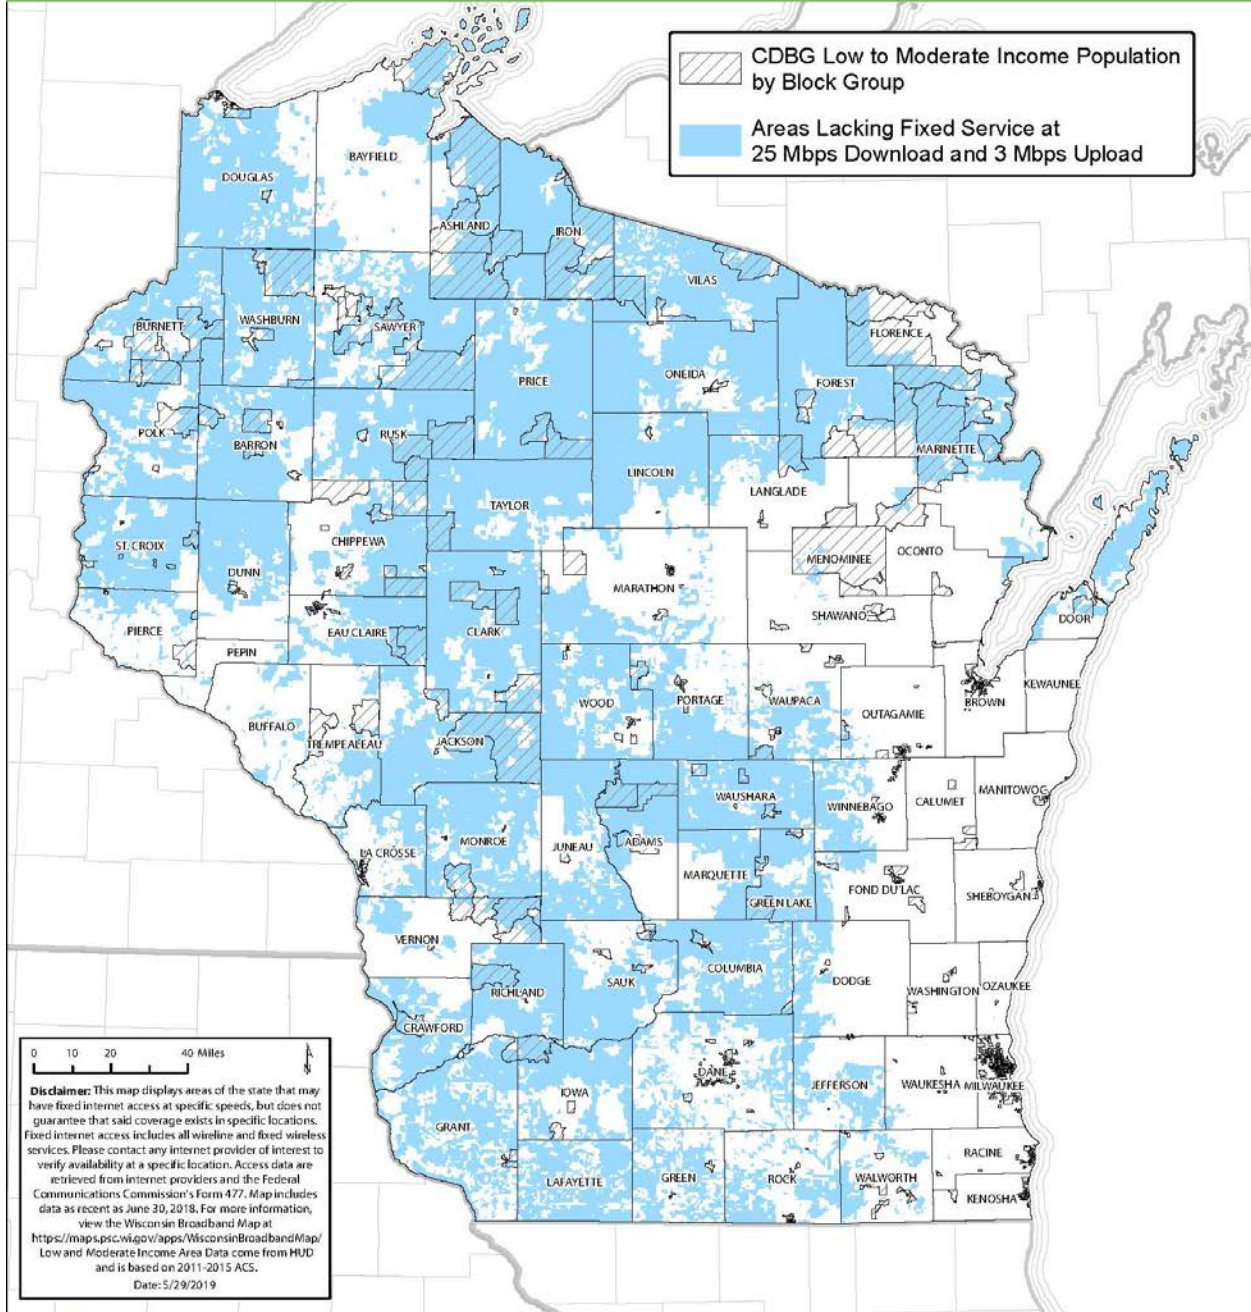 CDBG Low to Moderate Income Population
by Block Group
Areas Lacking Fixed Service at
25 Mbps Download and 3 Mbps Upload
BAYFIELD
DOUGLAS
ASHLAND
IRON
VILAS
BURNETT
WASHBURN
SAWYER
FLORENCE
PRICE
ONEIDA
FOREST
POLK
BARRON
RUSK
MARINETTE
LINCOLN
LANGLADE
TAYLOR
ST. CROIX
CHIPPEWA
OCONTO
MENOMINEE
DUNN
MARATHON
SHAWANO
DOOR
PIERCE
EAU CLAIRE
CLARK
PEPIN
KEWAUNEE
WOOD
PORTAGE
WAUPACA
BROWN
OUTAGAMIE
BUFFALO
TREMPEALEAU
JACKSON
MANITOWOC
WAUSHARA
WINNEBAGO
CALUMET
MONROE
JUNEAU
ADAMS
LA CROSSE
MARQUETTE
FOND DU LAC
SHEBOYGAN
GREEN LAKE
VERNON
COLUMBIA
SAUK
DODGE
RICHLAND
WASHINGTON
OZAUKEE
CRAWFORD
DANE
JEFFERSON
WAUKESHA
MILWAUKEE
IOWA
GRANT
RACINE
LAFAYETTE
GREEN
ROCK
WALWORTH
KENOSHA
0 10 20 40 Miles
Disclaimer: This map displays areas of the state that may
have fixed internet access at specific speeds, but does not
guarantee that said coverage exists in specific locations.
Fixed internet access includes all wireline and fixed wireless
services. Please contact any internet provider of interest to
verify availability at a specific location. Access data are
retrieved from internet providers and the Federal
Communications Commission's Form 477. Map includes
data as recent as June 30, 2018. For more information,
view the Wisconsin Broadband Map at
https://maps.psc.wi.gov/apps/WisconsinBroadbandMap/
Low and Moderate Income Area Data come from HUD
and is based on 2011-2015 ACS.
Date: 5/29/2019